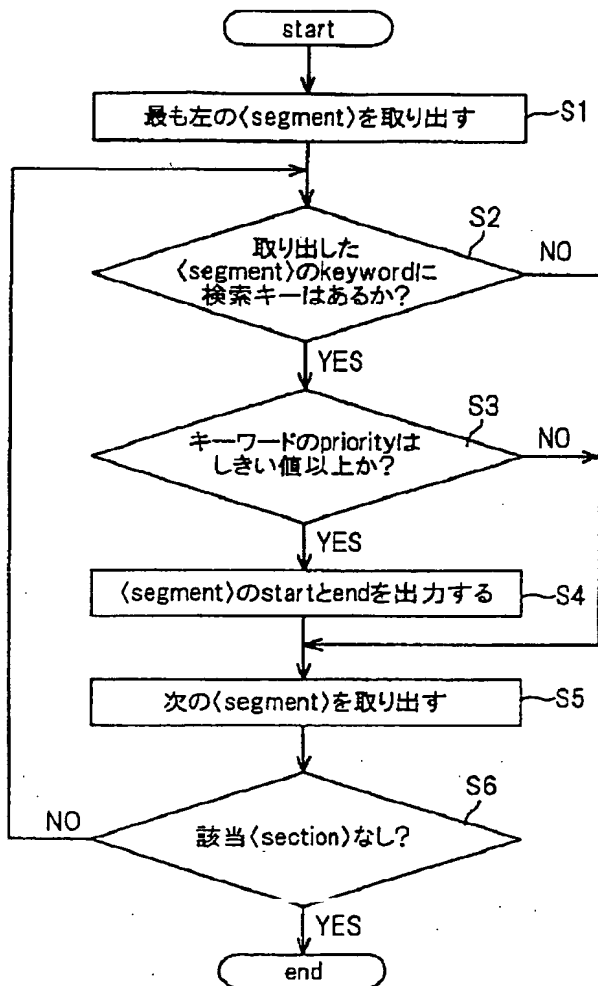 start
最も左の〈segment〉を取り出す
S1
S2
取り出した
〈segment〉のkeywordに
検索キーはあるか?
NO
YES
S3
キーワードのpriorityは
しきい値以上か?
NO
YES
〈segment〉のstartとendを出力する
S4
次の〈segment〉を取り出す
S5
S6
該当〈section〉なし?
NO
YES
end